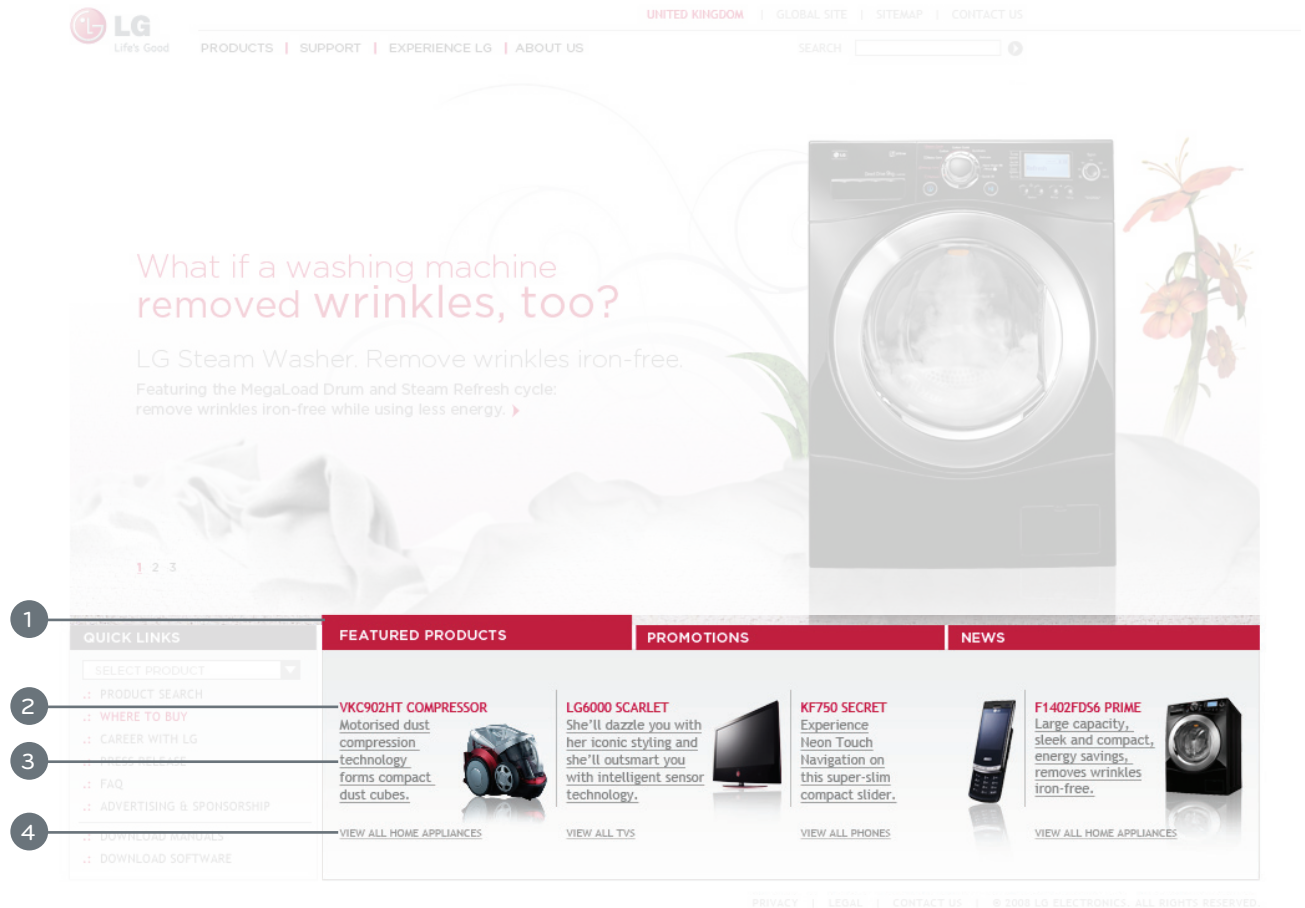 LG
Life's Good
UNITED KINGDOM | GLOBAL SITE | SITEMAP | CONTACT US
PRODUCTS | SUPPORT | EXPERIENCE LG | ABOUT US
SEARCH
What if a washing machine
removed wrinkles, too?
LG Steam Washer. Remove wrinkles iron-free.
Featuring the MegaLoad Drum and Steam Refresh cycle:
remove wrinkles iron-free while using less energy.
1 2 3
1
QUICK LINKS
SELECT PRODUCT
.: PRODUCT SEARCH
.: WHERE TO BUY
.: CAREER WITH LG
.: PRESS RELEASE
.: FAQ
.: ADVERTISING & SPONSORSHIP
.: DOWNLOAD MANUALS
.: DOWNLOAD SOFTWARE
FEATURED PRODUCTS
PROMOTIONS
NEWS
2
VKC902HT COMPRESSOR
Motorised dust
compression
3
technology
forms compact
dust cubes.
4
VIEW ALL HOME APPLIANCES
LG6000 SCARLET
She'll dazzle you with
her iconic styling and
she'll outsmart you
with intelligent sensor
technology.
VIEW ALL TVS
KF750 SECRET
Experience
Neon Touch
Navigation on
this super-slim
compact slider.
VIEW ALL PHONES
F1402FDS6 PRIME
Large capacity,
sleek and compact,
energy savings,
removes wrinkles
iron-free.
VIEW ALL HOME APPLIANCES
PRIVACY | LEGAL | CONTACT US | © 2008 LG ELECTRONICS. ALL RIGHTS RESERVED.